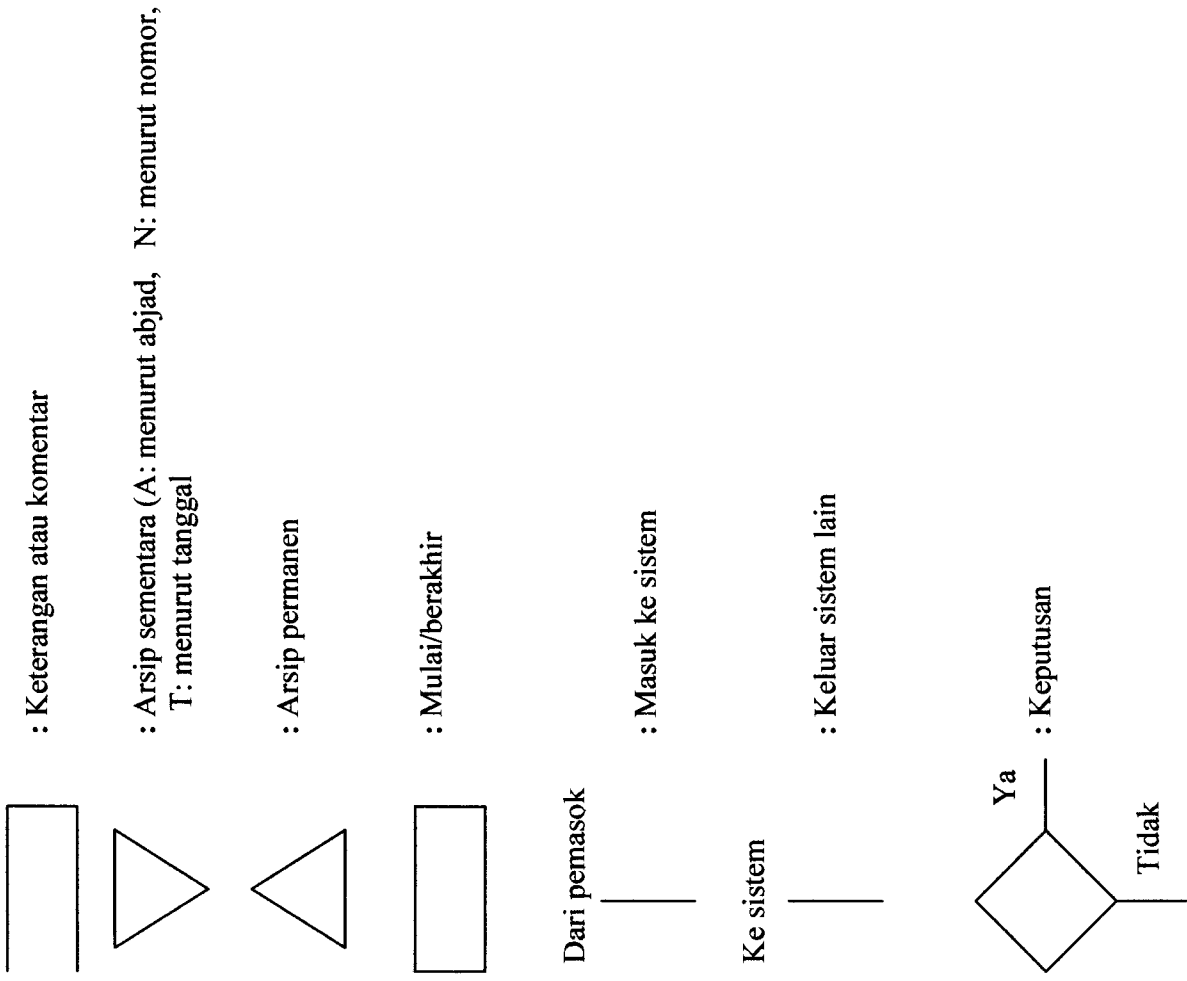 : Keterangan atau komentar
: Arsip sementara (A: menurut abjad, N: menurut nomor,
T: menurut tanggal
: Arsip permanen
: Mulai/berakhir
Dari pemasok
: Masuk ke sistem
Ke sistem
: Keluar sistem lain
Ya
: Keputusan
Tidak